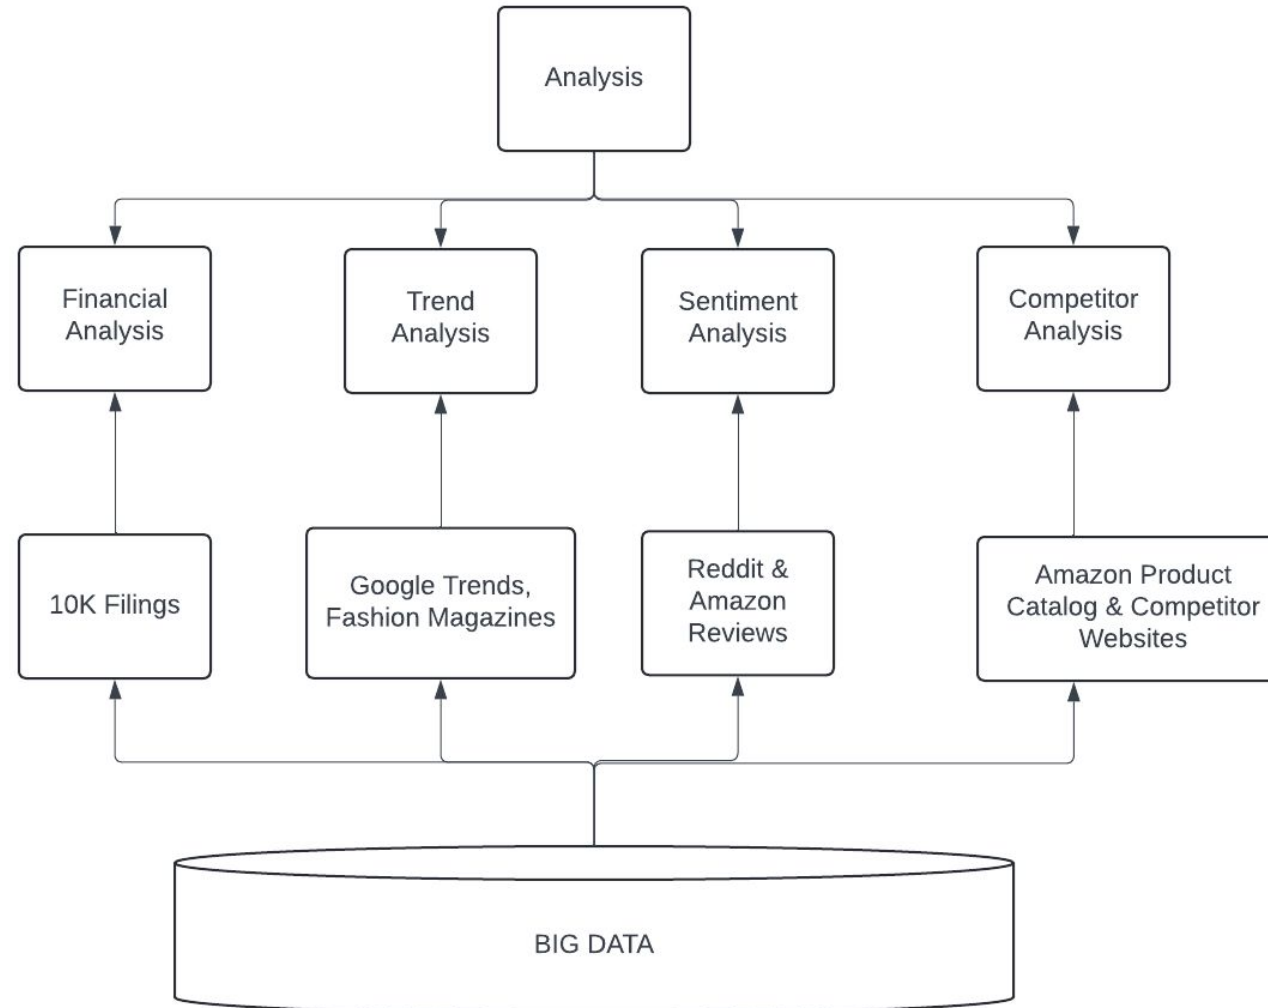 Analysis
Financial
Analysis
Trend
Analysis
Sentiment
Analysis
Competitor
Analysis
10K Filings
Google Trends,
Fashion Magazines
Reddit &
Amazon
Reviews
Amazon Product
Catalog & Competitor
Websites
BIG DATA